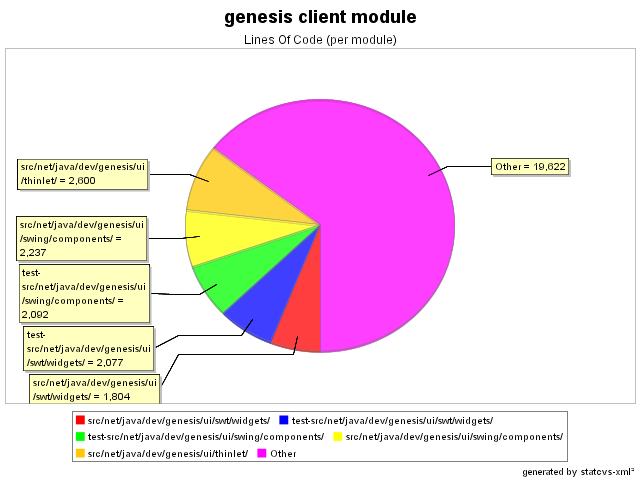 genesis client module
Lines Of Code (per module)
src/net/java/dev/genesis/ui
/thinlet/ = 2,600
Other = 19,622
src/net/java/dev/genesis/ui
/swing/components/ =
2,237
test-
src/net/java/dev/genesis/ui
/swing/components/ =
2,092
test-
src/net/java/dev/genesis/ui
/swt/widgets/ = 2,077
src/net/java/dev/genesis/ui
/swt/widgets/ = 1,804
src/net/java/dev/genesis/ui/swt/widgets/ test-src/net/java/dev/genesis/ui/swt/widgets/
test-src/net/java/dev/genesis/ui/swing/components/ src/net/java/dev/genesis/ui/swing/components/
src/net/java/dev/genesis/ui/thinlet/ Other
generated by statcvs-xml²